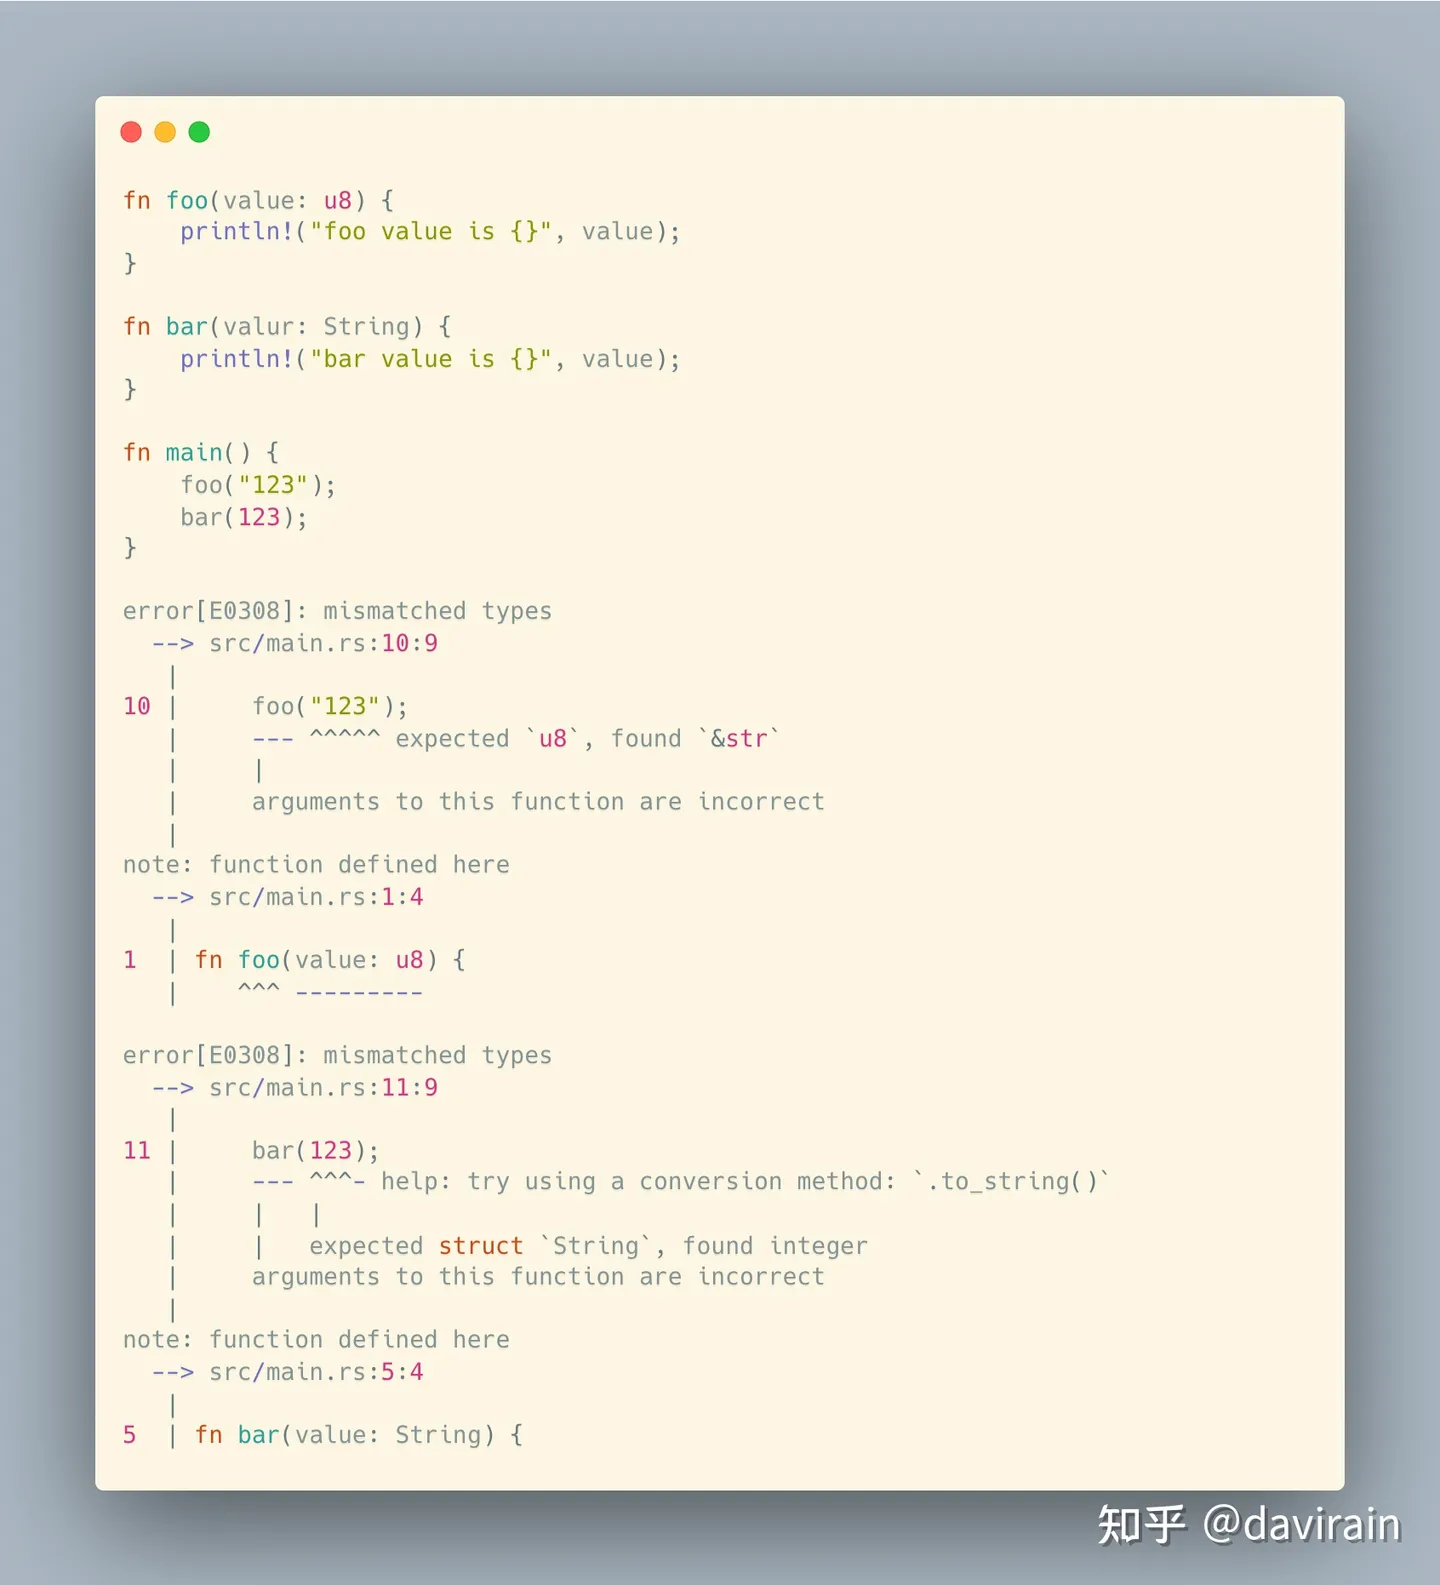 fn foo(value: u8) {
    println!("foo value is {}", value);
}

fn bar(valur: String) {
    println!("bar value is {}", value);
}

fn main() {
    foo("123");
    bar(123);
}

error[E0308]: mismatched types
  --> src/main.rs:10:9
   |
10 |     foo("123");
   |     --- ^^^^^ expected `u8`, found `&str`
   |     |
   |     arguments to this function are incorrect
   |
note: function defined here
  --> src/main.rs:1:4
   |
1  | fn foo(value: u8) {
   |    ^^^ ---------

error[E0308]: mismatched types
  --> src/main.rs:11:9
   |
11 |     bar(123);
   |     --- ^^^- help: try using a conversion method: `.to_string()`
   |     |   |
   |     |   expected struct `String`, found integer
   |     arguments to this function are incorrect
   |
note: function defined here
  --> src/main.rs:5:4
   |
5  | fn bar(value: String) {
知乎 @davirain